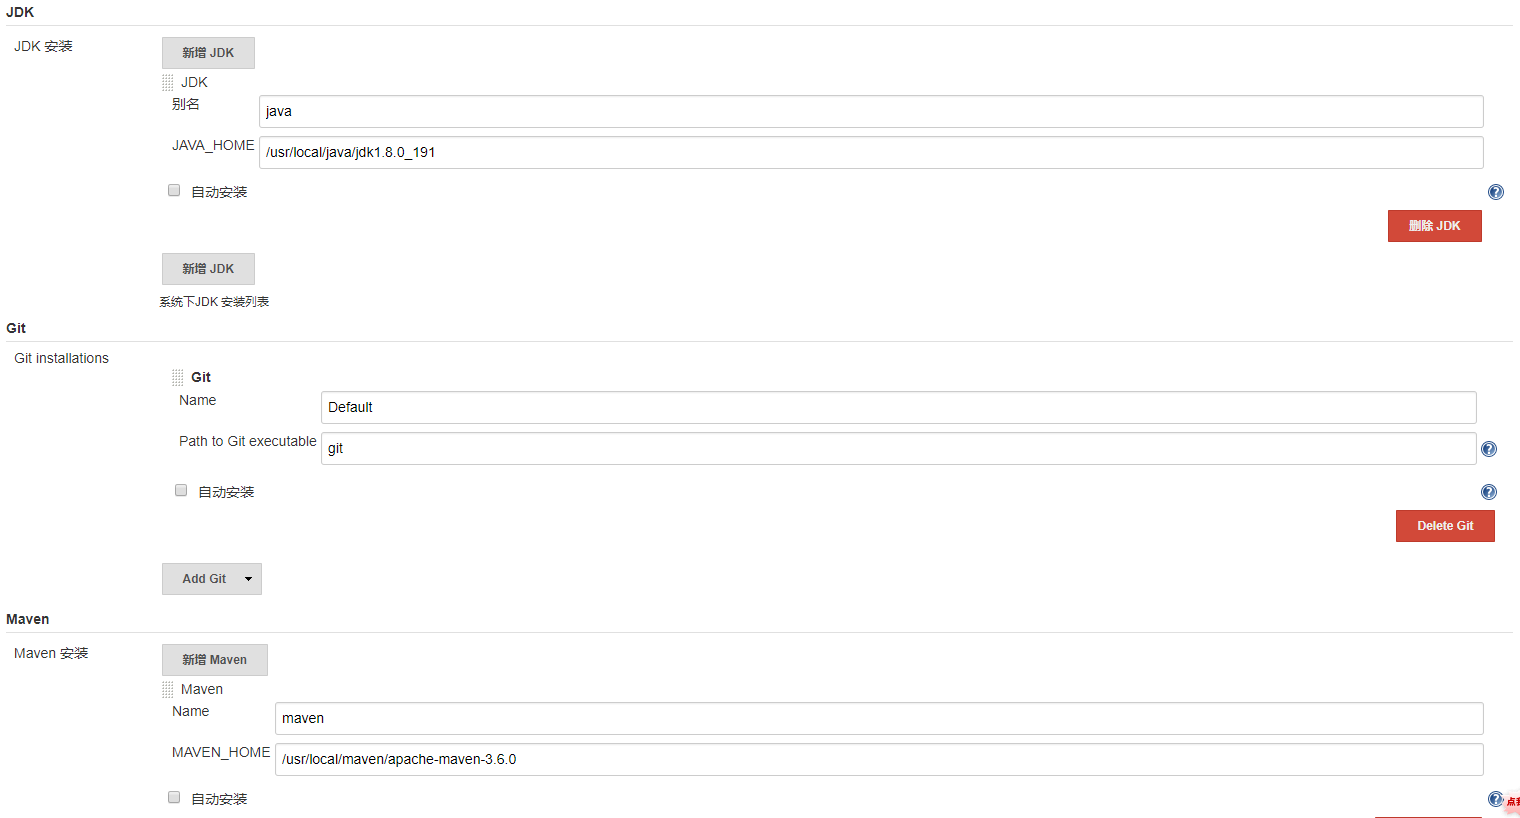 JDK
JDK 安装
新增 JDK
JDK
别名
java
JAVA_HOME
/usr/local/java/jdk1.8.0_191
自动安装
删除 JDK
新增 JDK
系统下JDK 安装列表
Git
Git installations
Git
Name
Default
Path to Git executable
git
自动安装
Delete Git
Add Git
Maven
Maven 安装
新增 Maven
Maven
Name
maven
MAVEN_HOME
/usr/local/maven/apache-maven-3.6.0
自动安装